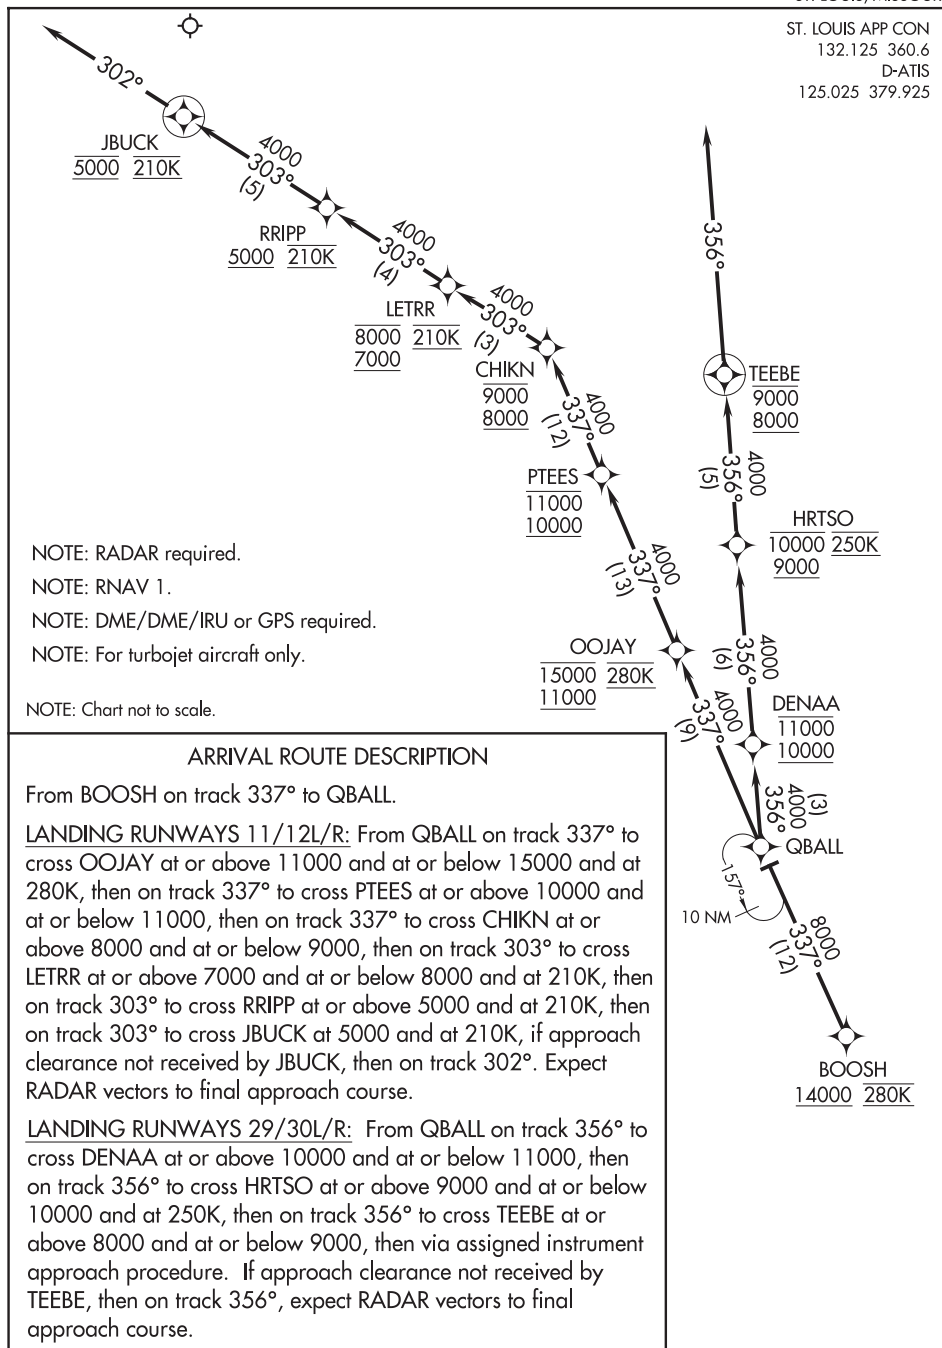 ST. LOUIS APP CON
132.125 360.6
D-ATIS
125.025 379.925
302°
JBUCK
5000 210K
4000
303°
(5)
RRIPP
5000 210K
4000
303°
(4)
LETRR
8000 210K
7000
4000
303°
(3)
CHIKN
9000
8000
4000
337°
(12)
PTEES
11000
10000
4000
337°
(13)
OOJAY
15000 280K
11000
4000
337°
(9)
356°
TEEBE
9000
8000
4000
356°
(5)
HRTSO
10000 250K
9000
4000
356°
(6)
DENAA
11000
10000
(3)
4000
356°
QBALL
157°
10 NM
8000
337°
(12)
BOOSH
14000 280K
NOTE: RADAR required.
NOTE: RNAV 1.
NOTE: DME/DME/IRU or GPS required.
NOTE: For turbojet aircraft only.
NOTE: Chart not to scale.
ARRIVAL ROUTE DESCRIPTION
From BOOSH on track 337° to QBALL.
LANDING RUNWAYS 11/12L/R: From QBALL on track 337° to
cross OOJAY at or above 11000 and at or below 15000 and at
280K, then on track 337° to cross PTEES at or above 10000 and
at or below 11000, then on track 337° to cross CHIKN at or
above 8000 and at or below 9000, then on track 303° to cross
LETRR at or above 7000 and at or below 8000 and at 210K, then
on track 303° to cross RRIPP at or above 5000 and at 210K, then
on track 303° to cross JBUCK at 5000 and at 210K, if approach
clearance not received by JBUCK, then on track 302°. Expect
RADAR vectors to final approach course.
LANDING RUNWAYS 29/30L/R: From QBALL on track 356° to
cross DENAA at or above 10000 and at or below 11000, then
on track 356° to cross HRTSO at or above 9000 and at or below
10000 and at 250K, then on track 356° to cross TEEBE at or
above 8000 and at or below 9000, then via assigned instrument
approach procedure. If approach clearance not received by
TEEBE, then on track 356°, expect RADAR vectors to final
approach course.